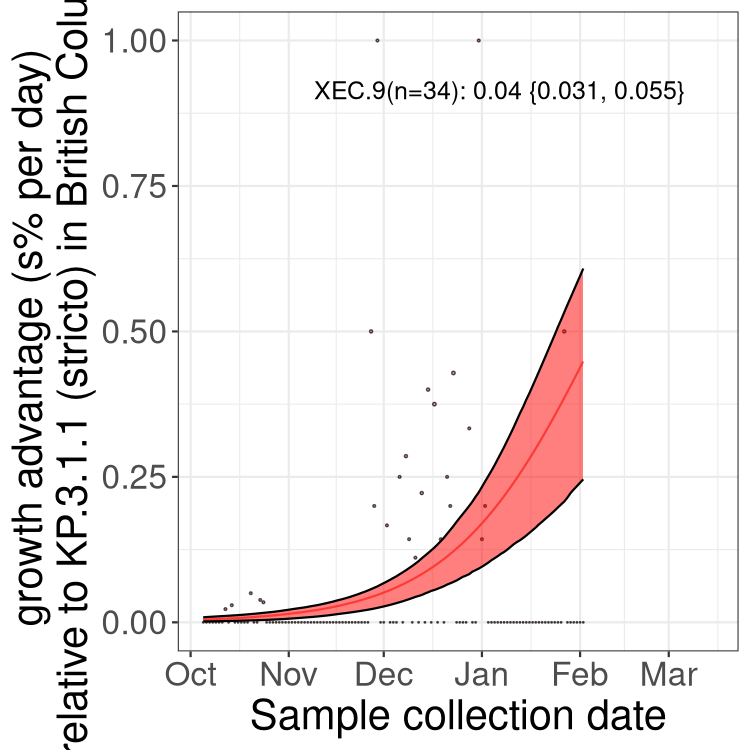 growth advantage (s% per day)
relative to KP.3.1.1 (stricto) in British Colu
1.00
0.75
0.50
0.25
0.00
XEC.9(n=34): 0.04 {0.031, 0.055}
Oct Nov Dec Jan Feb Mar
Sample collection date